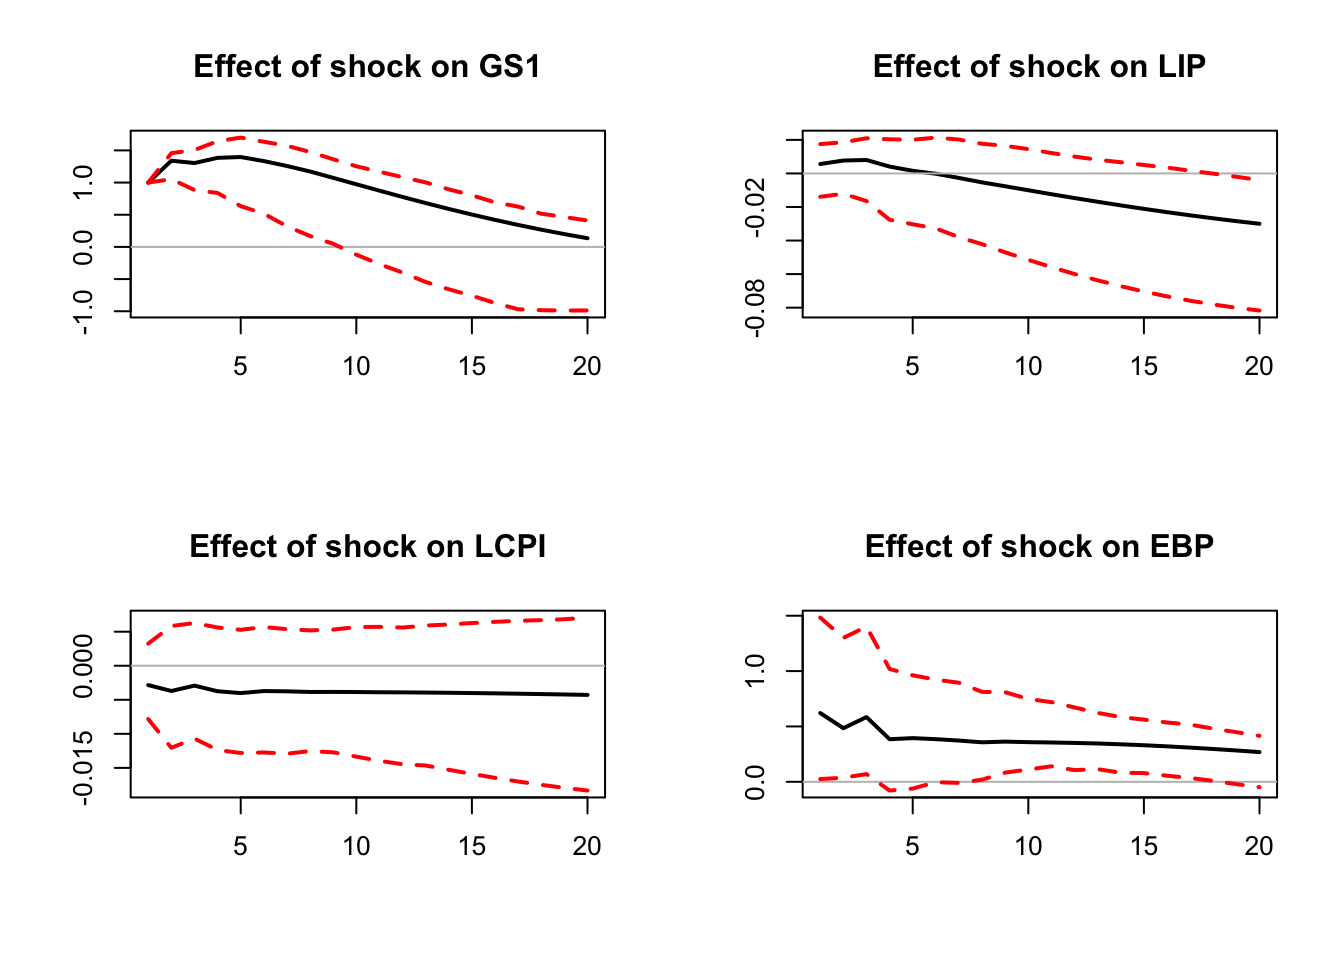 Effect of shock on GS1
1.0
0.0
-1.0
5 10 15 20
Effect of shock on LIP
-0.02
-0.08
5 10 15 20
Effect of shock on LCPI
0.000
-0.015
5 10 15 20
Effect of shock on EBP
1.0
0.0
5 10 15 20